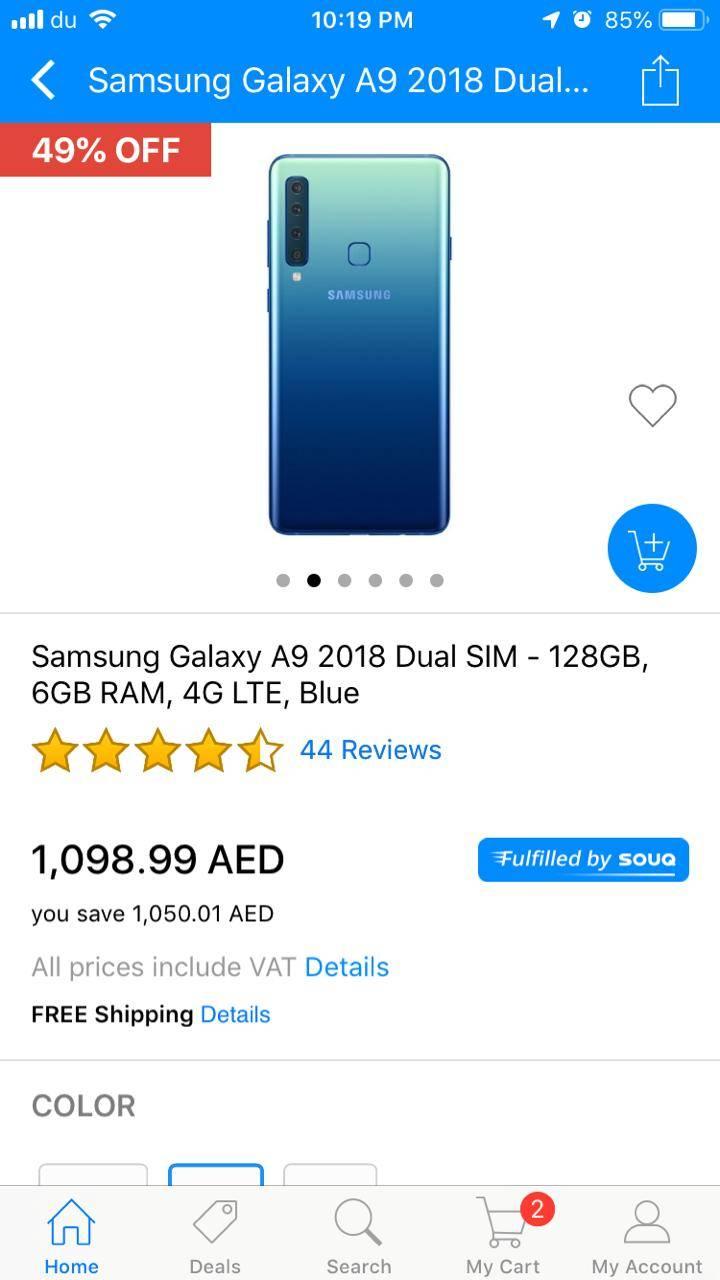 du 10:19 PM 85%
Samsung Galaxy A9 2018 Dual...
49% OFF
SAMSUNG
Samsung Galaxy A9 2018 Dual SIM - 128GB,
6GB RAM, 4G LTE, Blue
44 Reviews
1,098.99 AED
Fulfilled by souq
you save 1,050.01 AED
All prices include VAT Details
FREE Shipping Details
COLOR
2
Home Deals Search My Cart My Account